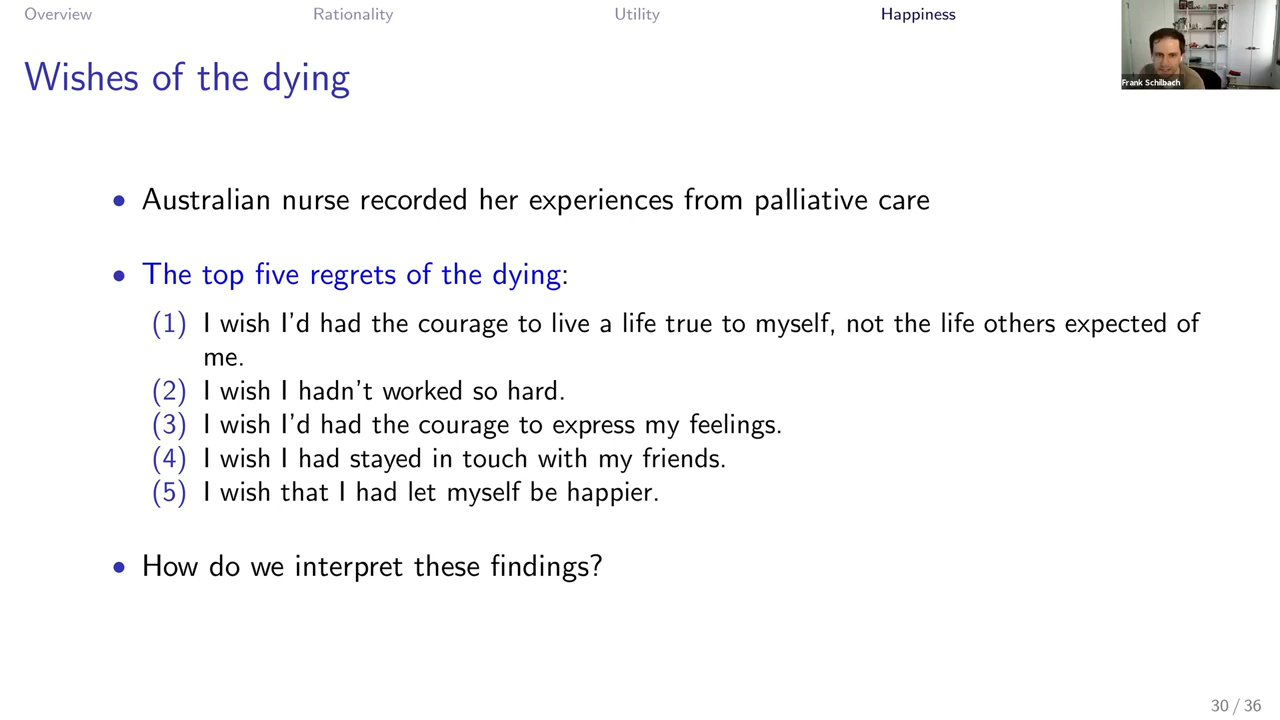 Overview Rationality Utility Happiness
Frank Schilbach
Wishes of the dying
• Australian nurse recorded her experiences from palliative care
• The top five regrets of the dying:
(1) I wish I'd had the courage to live a life true to myself, not the life others expected of
me.
(2) I wish I hadn't worked so hard.
(3) I wish I'd had the courage to express my feelings.
(4) I wish I had stayed in touch with my friends.
(5) I wish that I had let myself be happier.
• How do we interpret these findings?
30 / 36